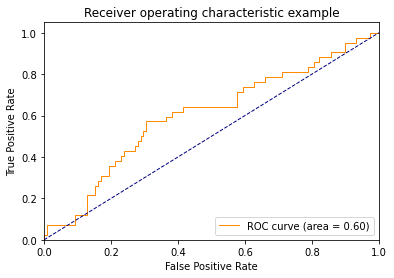 Receiver operating characteristic example
True Positive Rate
1.0
0.8
0.6
0.4
0.2
0.0
ROC curve (area = 0.60)
0.0 0.2 0.4 0.6 0.8 1.0
False Positive Rate